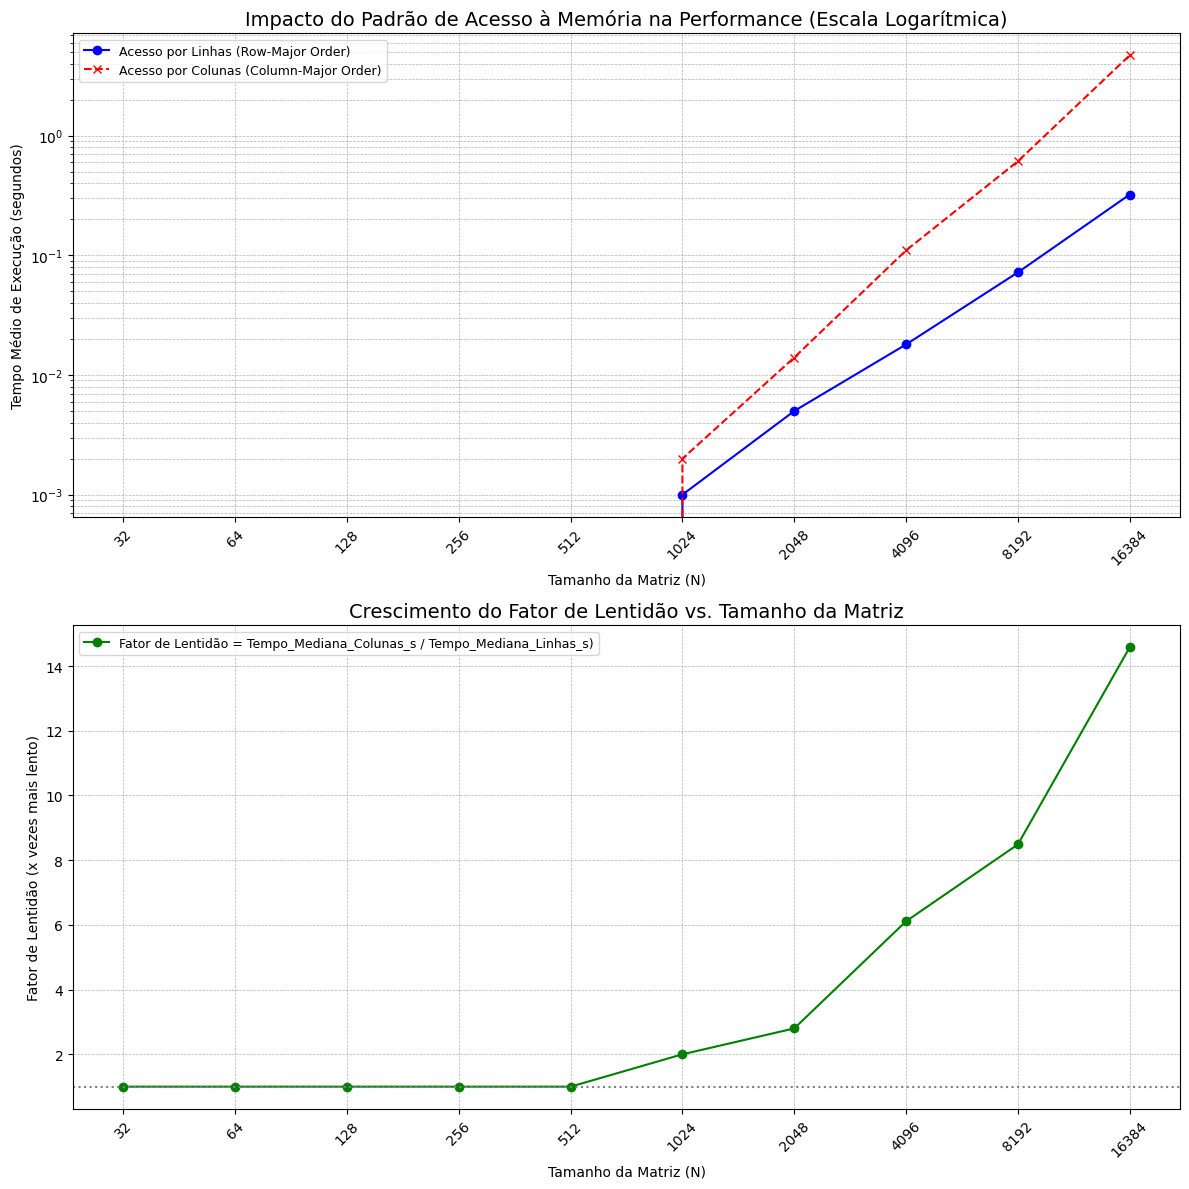 Impacto do Padrão de Acesso à Memória na Performance (Escala Logarítmica)
Acesso por Linhas (Row-Major Order)
Acesso por Colunas (Column-Major Order)
Tempo Médio de Execução (segundos)
10⁰
10⁻¹
10⁻²
10⁻³
32 64 128 256 512 1024 2048 4096 8192 16384
Tamanho da Matriz (N)
Crescimento do Fator de Lentidão vs. Tamanho da Matriz
Fator de Lentidão = Tempo_Mediana_Colunas_s / Tempo_Mediana_Linhas_s)
Fator de Lentidão (x vezes mais lento)
14
12
10
8
6
4
2
32 64 128 256 512 1024 2048 4096 8192 16384
Tamanho da Matriz (N)